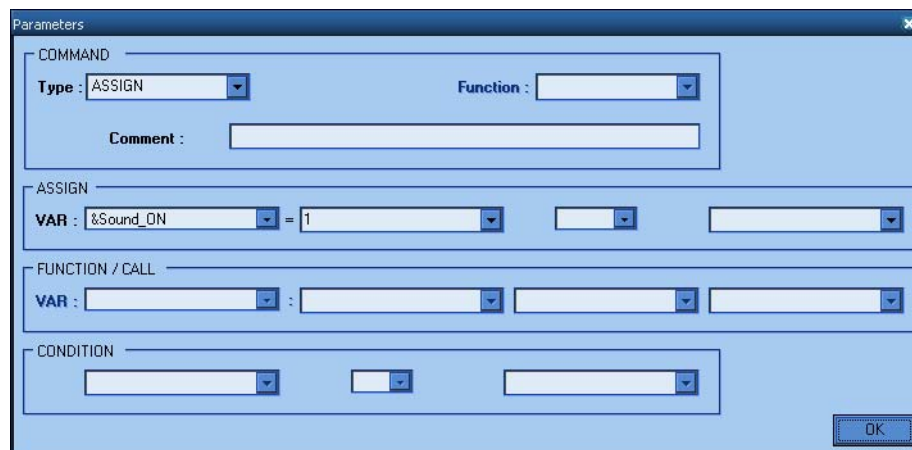 Parameters
COMMAND
Type : ASSIGN Function :
Comment :
ASSIGN
VAR : &Sound_ON = 1
FUNCTION / CALL
VAR : :
CONDITION
OK